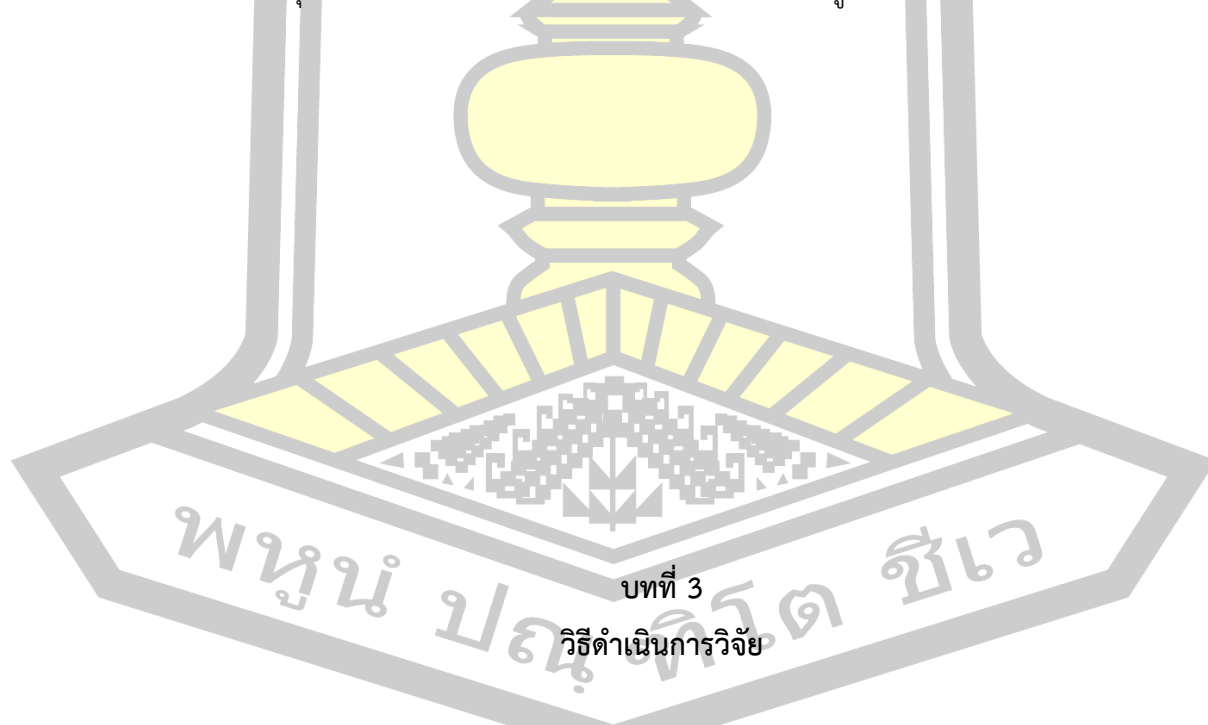 บทที่ 3
วิธีดำเนินการวิจัย
พหูนํ ปณฺฑิโต ชีเว